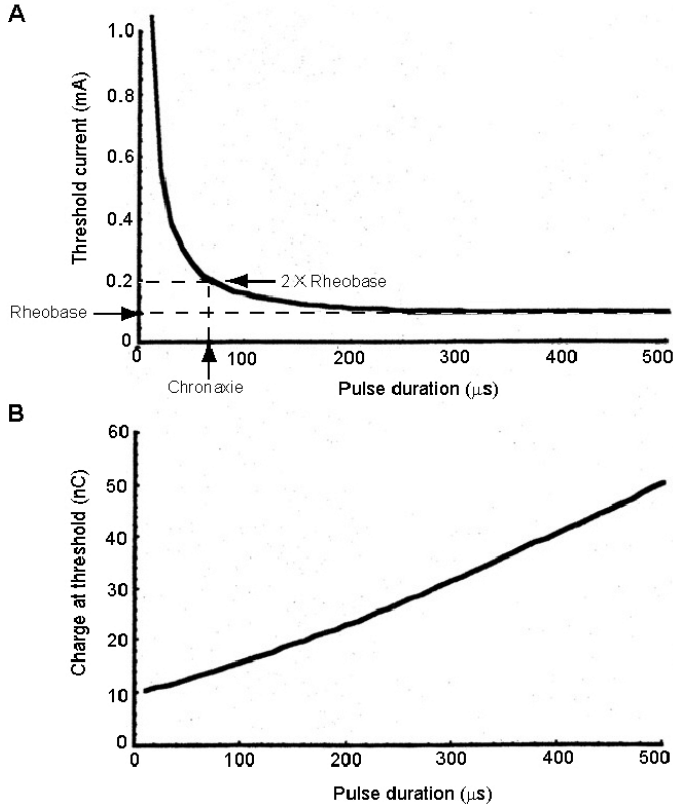 A
Threshold current (mA)
1.0
0.8
0.6
0.4
0.2
0
2 X Rheobase
Rheobase
0
100
200
300
400
500
Chronaxie
Pulse duration (μs)
B
Charge at threshold (nC)
60
50
40
30
20
10
0
0
100
200
300
400
500
Pulse duration (μs)